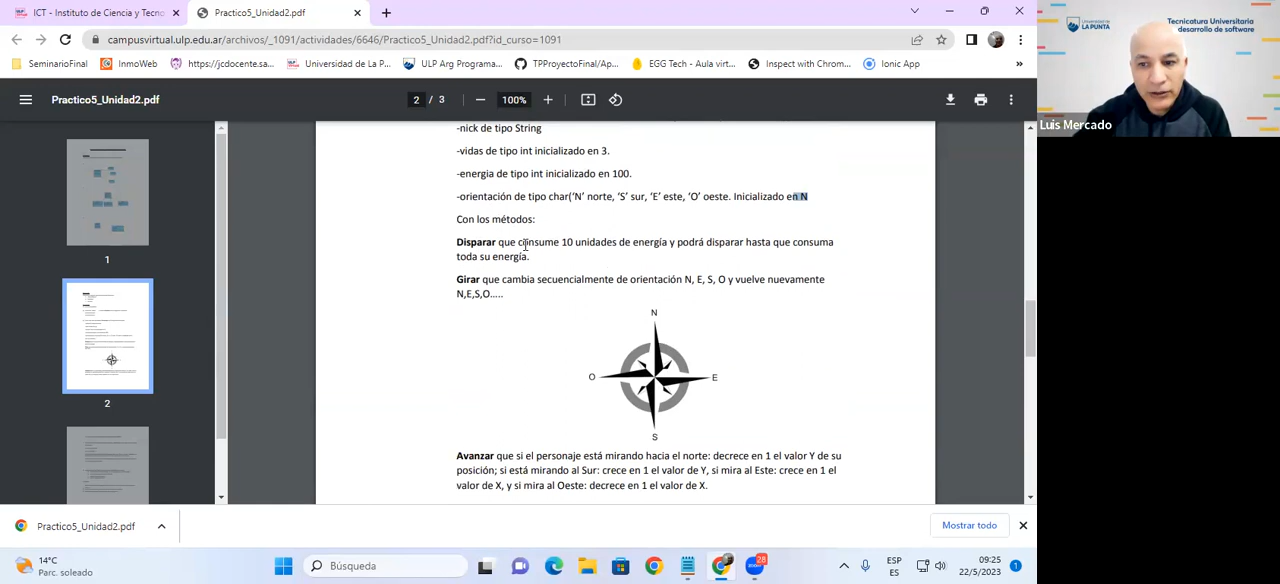 ICT - Instituto de Ciencia y Tecno
Practico5_Unidad2.pdf
campusvirtual.ulp.edu.ar/archivos/_1091/actividades/6646/Practico5_Unidad2.pdf?id_curso=1091
SeminarioFinal
InmoWeb
https://jcdocente.sa...
Universidad de La P...
ULP:Arg Programa...
TPProyectoFinal/Ap...
EGG Tech - Aula virt...
Inspect with Chrom...
Ionic App
»
Practico5_Unidad2.pdf
2 / 3
100%
1
2
-nick de tipo String
-vidas de tipo int inicializado en 3.
-energia de tipo int inicializado en 100.
-orientación de tipo char('N' norte, 'S' sur, 'E' este, 'O' oeste. Inicializado en N
Con los métodos:
Disparar que consume 10 unidades de energía y podrá disparar hasta que consuma
toda su energía.
Girar que cambia secuencialmente de orientación N, E, S, O y vuelve nuevamente
N,E,S,O.....
N
O
E
S
Avanzar que si el personaje está mirando hacia el norte: decrece en 1 el valor Y de su
posición; si está mirando al Sur: crece en 1 el valor de Y, si mira al Este: crece en 1 el
valor de X, y si mira al Oeste: decrece en 1 el valor de X.
Universidad de
LA PUNTA
Tecnicatura Universitaria
desarrollo de software
Luis Mercado
Practico5_Unidad2.pdf
Mostrar todo
14°C
Parc. soleado
Búsqueda
28
ESP
ES
09:25
22/5/2023
1